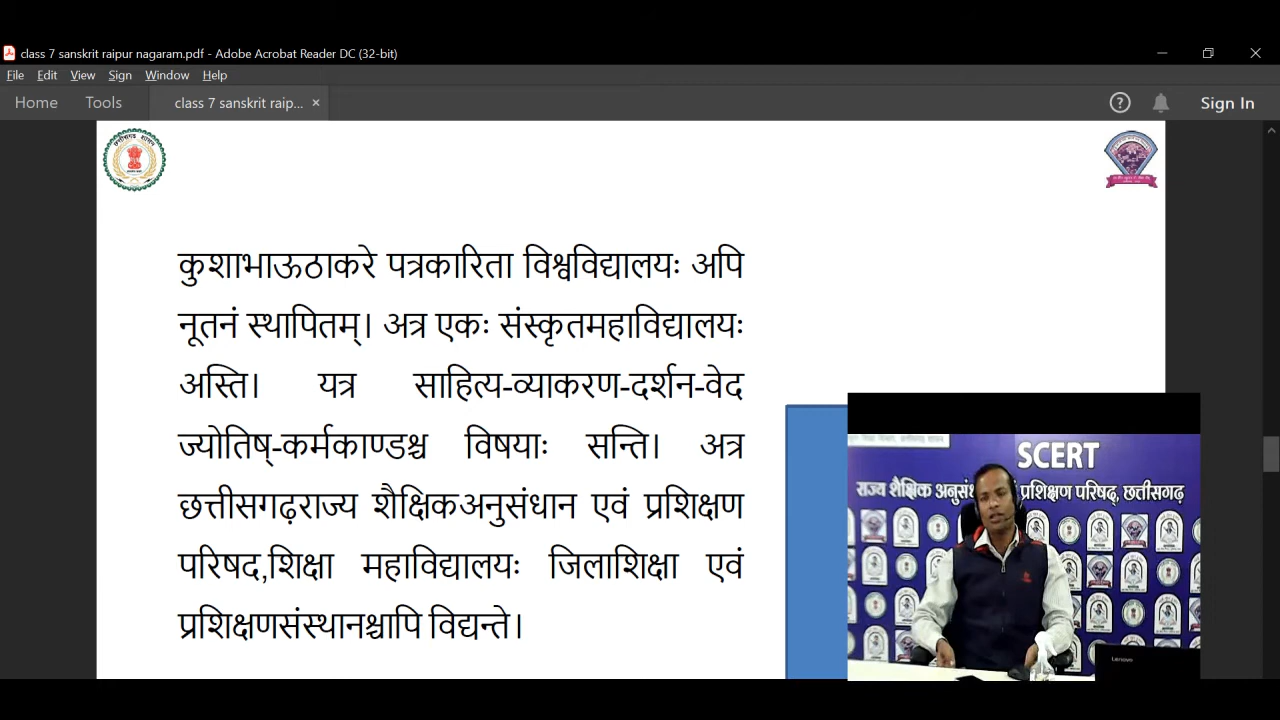 class 7 sanskrit raipur nagaram.pdf - Adobe Acrobat Reader DC (32-bit)
File Edit View Sign Window Help
Home Tools class 7 sanskrit raip... × Sign In
कुशाभाऊठाकरे पत्रकारिता विश्वविद्यालयः अपि
नूतनं स्थापितम्। अत्र एकः संस्कृतमहाविद्यालयः
अस्ति। यत्र साहित्य-व्याकरण-दर्शन-वेद
ज्योतिष्-कर्मकाण्डश्च विषयाः सन्ति। अत्र
छत्तीसगढ़राज्य शैक्षिकअनुसंधान एवं प्रशिक्षण
परिषद,शिक्षा महाविद्यालयः जिलाशिक्षा एवं
प्रशिक्षणसंस्थानश्चापि विद्यन्ते।
SCERT
राज्य शैक्षिक प्रशिक्षण परिषद्, छत्तीसगढ़
Lenovo